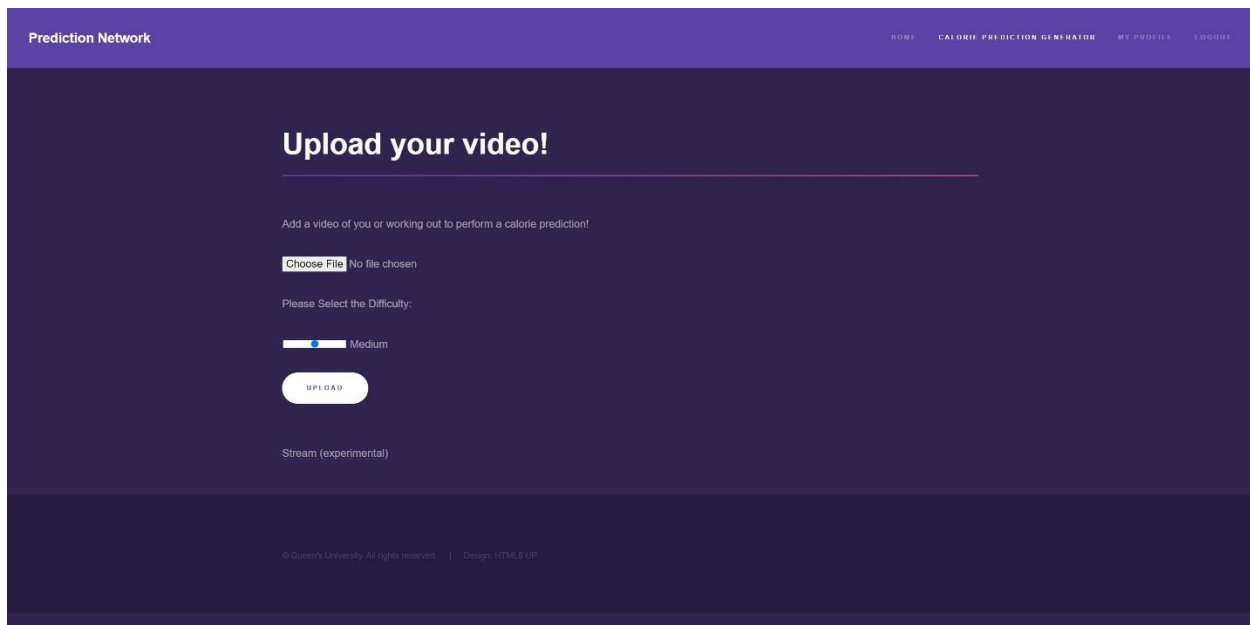 Prediction Network
HOME CALORIE PREDICTION GENERATOR MY PROFILE LOGOUT
Upload your video!
Add a video of you or working out to perform a calorie prediction!
Choose File No file chosen
Please Select the Difficulty:
Medium
UPLOAD
Stream (experimental)
© Queen's University. All rights reserved. | Design: HTML5 UP